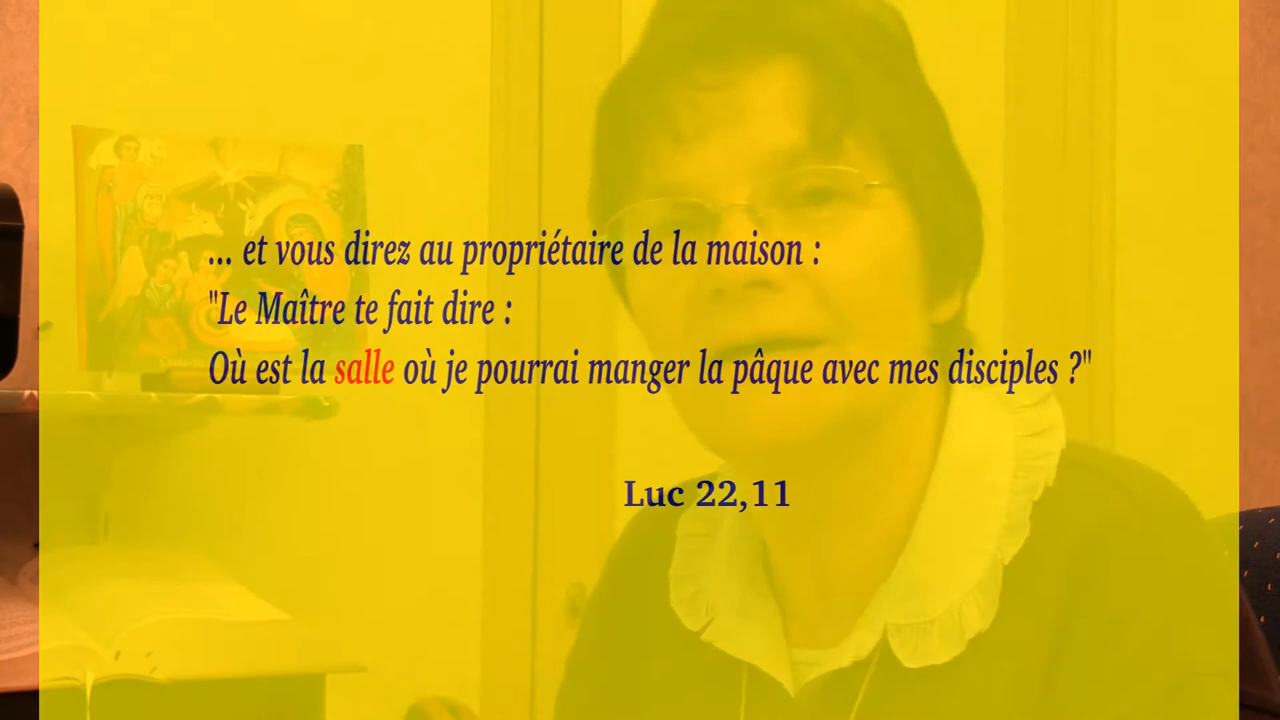 ... et vous direz au propriétaire de la maison :
"Le Maître te fait dire :
Où est la salle où je pourrai manger la pâque avec mes disciples ?"
Luc 22,11